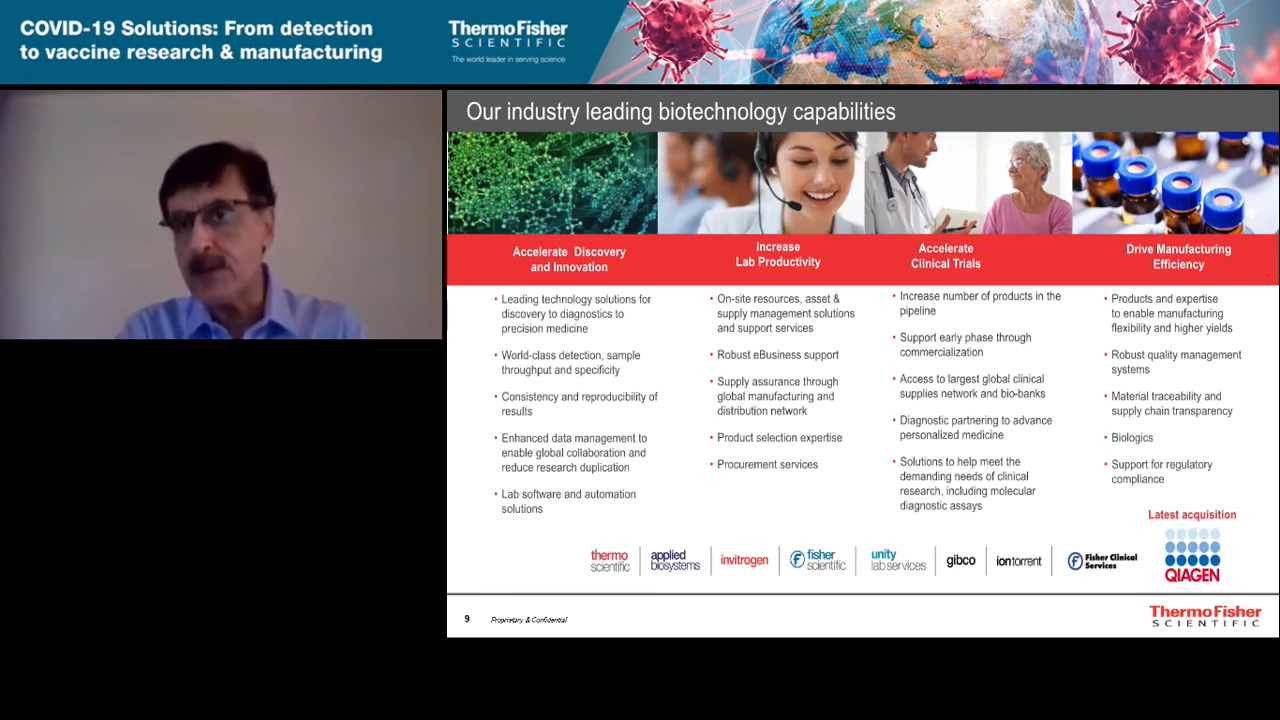 COVID-19 Solutions: From detection
to vaccine research & manufacturing
ThermoFisher
SCIENTIFIC
The world leader in serving science
Our industry leading biotechnology capabilities
Accelerate Discovery
and Innovation
• Leading technology solutions for
discovery to diagnostics to
precision medicine
• World-class detection, sample
throughput and specificity
• Consistency and reproducibility of
results
• Enhanced data management to
enable global collaboration and
reduce research duplication
• Lab software and automation
solutions
Increase
Lab Productivity
• On-site resources, asset &
supply management solutions
and support services
• Robust eBusiness support
• Supply assurance through
global manufacturing and
distribution network
• Product selection expertise
• Procurement services
Accelerate
Clinical Trials
• Increase number of products in the
pipeline
• Support early phase through
commercialization
• Access to largest global clinical
supplies network and bio-banks
• Diagnostic partnering to advance
personalized medicine
• Solutions to help meet the
demanding needs of clinical
research, including molecular
diagnostic assays
Drive Manufacturing
Efficiency
• Products and expertise
to enable manufacturing
flexibility and higher yields
• Robust quality management
systems
• Material traceability and
supply chain transparency
• Biologics
• Support for regulatory
compliance
Latest acquisition
thermo
scientific
applied
biosystems
invitrogen
f fisher
scientific
unity
lab services
gibco
ion torrent
f Fisher Clinical
Services
QIAGEN
9
Proprietary & Confidential
ThermoFisher
SCIENTIFIC